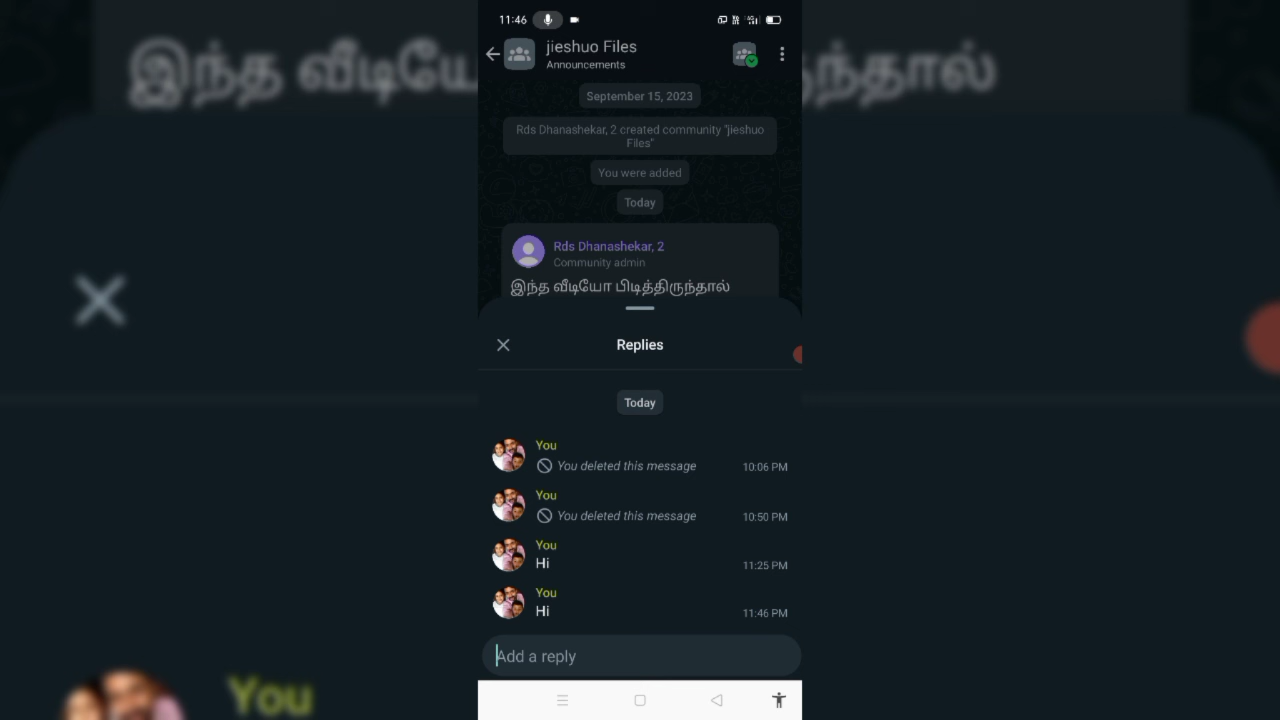 இந்த வீடியோ பிடித்திருந்தால்
11:46
jieshuo Files
Announcements
September 15, 2023
Rds Dhanashekar, 2 created community "jieshuo
Files"
You were added
Today
Rds Dhanashekar, 2
Community admin
இந்த வீடியோ பிடித்திருந்தால்
Replies
Today
You
You deleted this message
10:06 PM
You
You deleted this message
10:50 PM
You
Hi
11:25 PM
You
Hi
11:46 PM
Add a reply
You